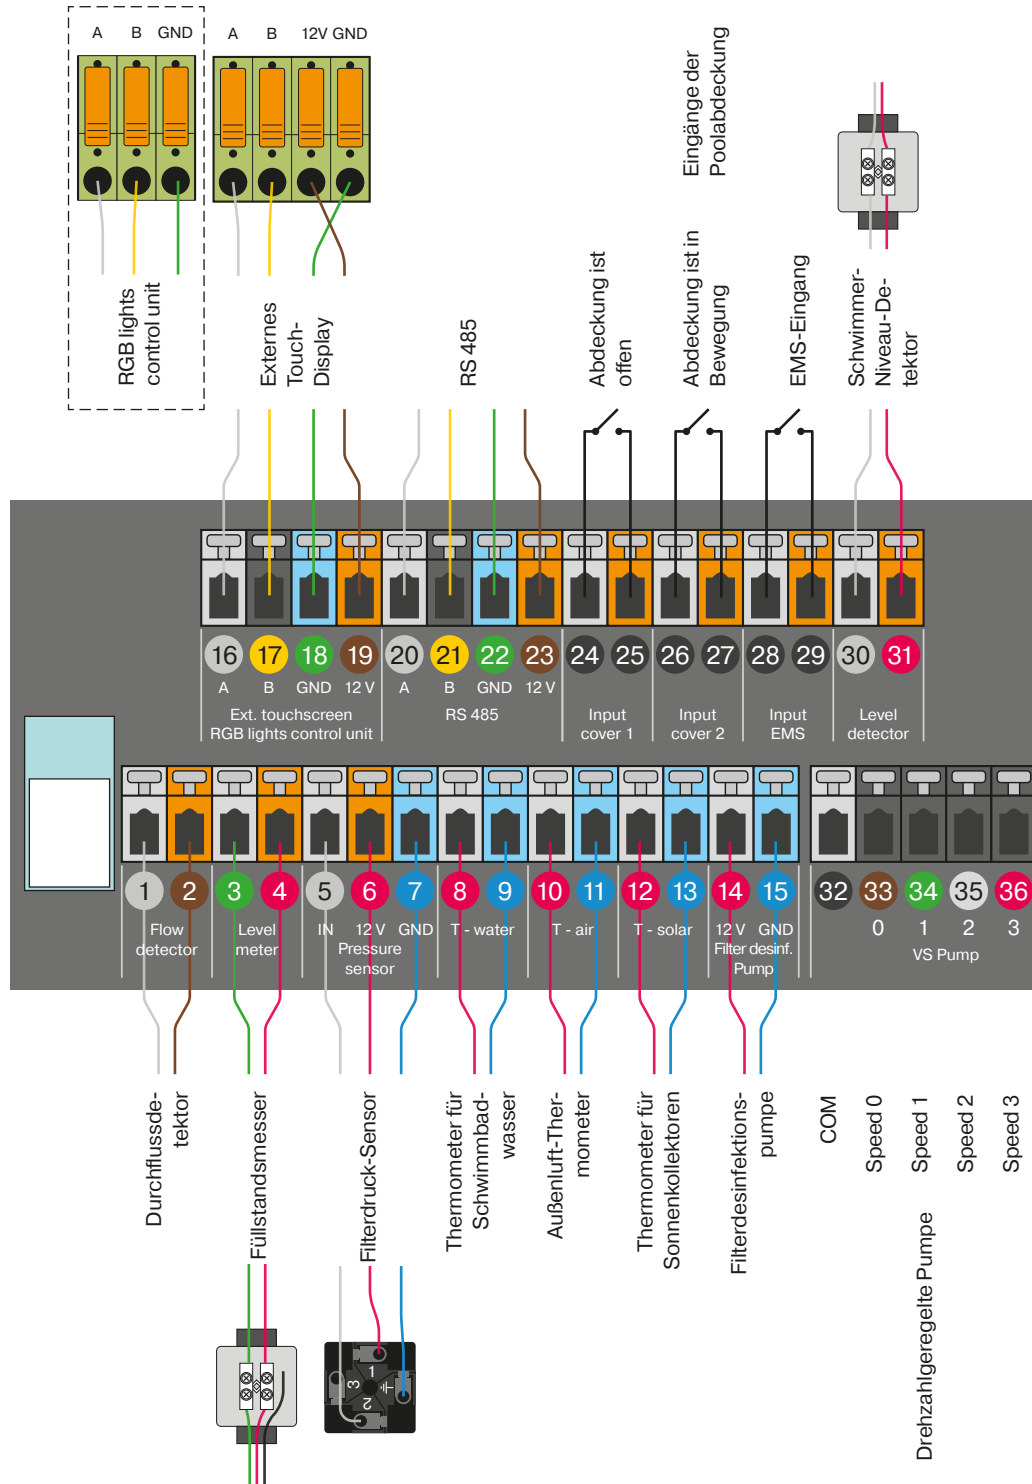 A B GND
A B 12V GND
RGB lights
control unit
Externes
Touch-
Display
RS 485
Abdeckung ist
offen
Eingänge der
Poolabdeckung
Abdeckung ist in
Bewegung
EMS-Eingang
Schwimmer-
Niveau-De-
tektor
16 17 18 19 20 21 22 23 24 25 26 27 28 29 30 31
A B GND 12 V A B GND 12 V
Ext. touchscreen
RGB lights control unit
RS 485
Input
cover 1
Input
cover 2
Input
EMS
Level
detector
1 2 3 4 5 6 7 8 9 10 11 12 13 14 15 32 33 34 35 36
Flow
detector
Level
meter
IN 12 V GND
Pressure
sensor
T - water
T - air
T - solar
12 V GND
Filter desinf.
Pump
0 1 2 3
VS Pump
Durchflussde-
tektor
Füllstandsmesser
Filterdruck-Sensor
Thermometer für
Schwimmbad-
wasser
Außenluft-Ther-
mometer
Thermometer für
Sonnenkollektoren
Filterdesinfektions-
pumpe
COM
Speed 0
Speed 1
Speed 2
Speed 3
Drehzahlgeregelte Pumpe
1
3
2